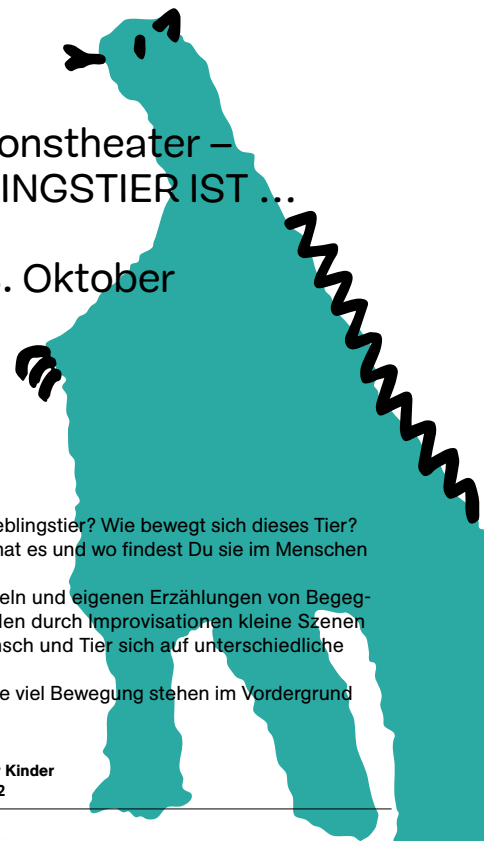 onstheater –
INGSTIER IST ...
. Oktober
eblingstier? Wie bewegt sich dieses Tier?
hat es und wo findest Du sie im Menschen
eln und eigenen Erzählungen von Begeg-
den durch Improvisationen kleine Szenen
nsch und Tier sich auf unterschiedliche
e viel Bewegung stehen im Vordergrund
Kinder
2